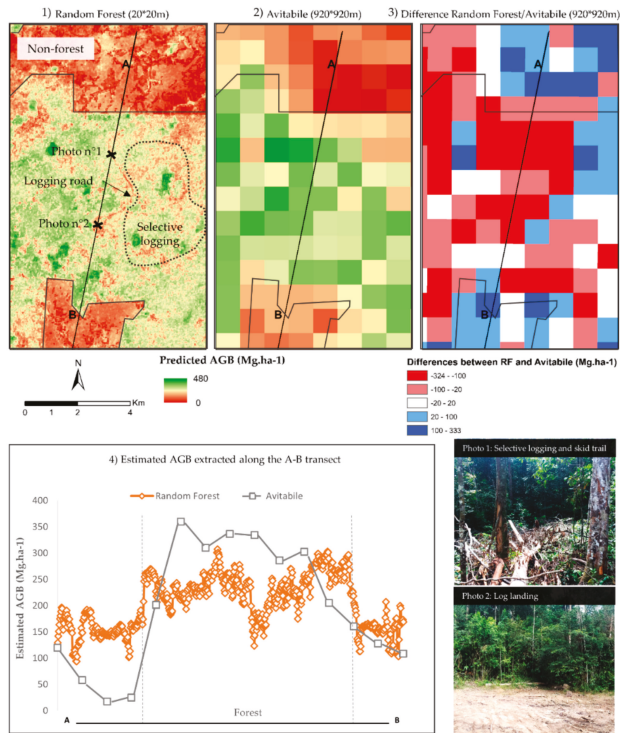 1) Random Forest (20*20m)
2) Avitabile (920*920m)
3) Difference Random Forest/Avitabile (920*920m)
Non-forest
A
Photo n°1
Logging road
Photo n°2
Selective logging
B
A
B
A
B
N
0 1 2 4 Km
Predicted AGB (Mg.ha-1)
480
0
Differences between RF and Avitabile (Mg.ha-1)
-324 - -100
-100 - -20
-20 - 20
20 - 100
100 - 333
4) Estimated AGB extracted along the A-B transect
Random Forest Avitabile
Estimated AGB (Mg.ha-1)
400
350
300
250
200
150
100
50
0
Forest
A B
Photo 1: Selective logging and skid trail
Photo 2: Log landing